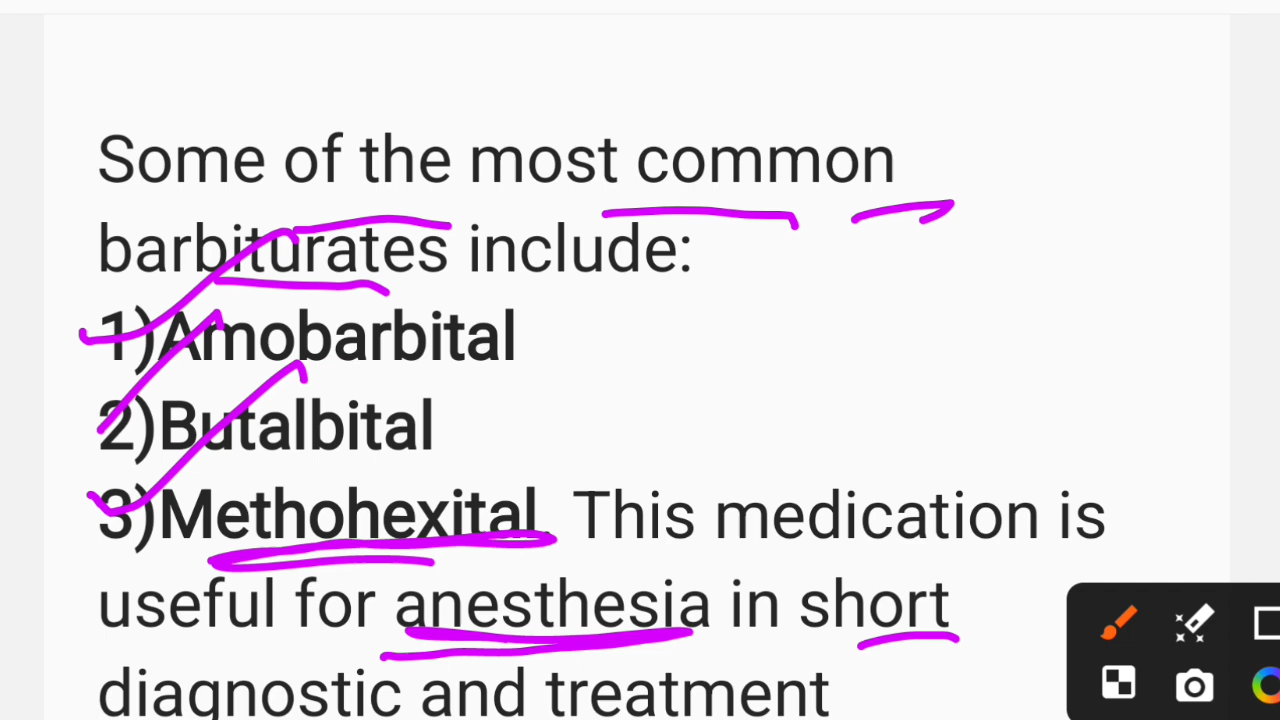 Some of the most common
barbiturates include:
1)Amobarbital
2)Butalbital
3)Methohexital. This medication is
useful for anesthesia in short
diagnostic and treatment